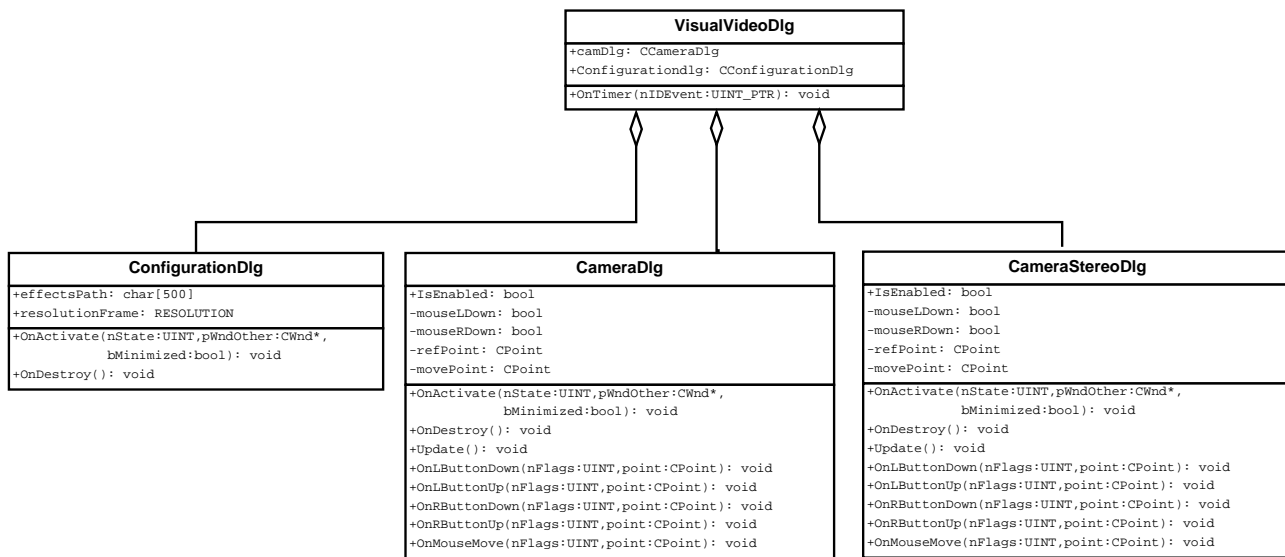 VisualVideoDlg
+camDlg: CCameraDlg
+Configurationdlg: CConfigurationDlg
+OnTimer(nIDEvent:UINT_PTR): void
ConfigurationDlg
+effectsPath: char[500]
+resolutionFrame: RESOLUTION
+OnActivate(nState:UINT,pWndOther:CWnd*,
bMinimized:bool): void
+OnDestroy(): void
CameraDlg
+IsEnabled: bool
-mouseLDown: bool
-mouseRDown: bool
-refPoint: CPoint
-movePoint: CPoint
+OnActivate(nState:UINT,pWndOther:CWnd*,
bMinimized:bool): void
+OnDestroy(): void
+Update(): void
+OnLButtonDown(nFlags:UINT,point:CPoint): void
+OnLButtonUp(nFlags:UINT,point:CPoint): void
+OnRButtonDown(nFlags:UINT,point:CPoint): void
+OnRButtonUp(nFlags:UINT,point:CPoint): void
+OnMouseMove(nFlags:UINT,point:CPoint): void
CameraStereoDlg
+IsEnabled: bool
-mouseLDown: bool
-mouseRDown: bool
-refPoint: CPoint
-movePoint: CPoint
+OnActivate(nState:UINT,pWndOther:CWnd*,
bMinimized:bool): void
+OnDestroy(): void
+Update(): void
+OnLButtonDown(nFlags:UINT,point:CPoint): void
+OnLButtonUp(nFlags:UINT,point:CPoint): void
+OnRButtonDown(nFlags:UINT,point:CPoint): void
+OnRButtonUp(nFlags:UINT,point:CPoint): void
+OnMouseMove(nFlags:UINT,point:CPoint): void